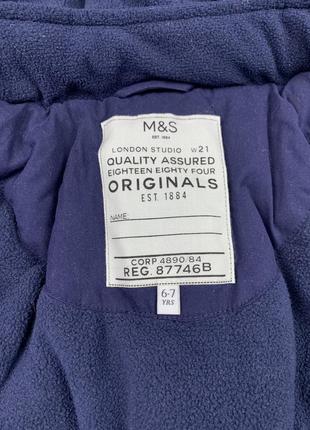 M&S
EST. 1884
LONDON STUDIO W21
QUALITY ASSURED
EIGHTEEN EIGHTY FOUR
ORIGINALS
EST. 1884
NAME:
CORP 4890/84
REG. 87746B
6-7
YRS